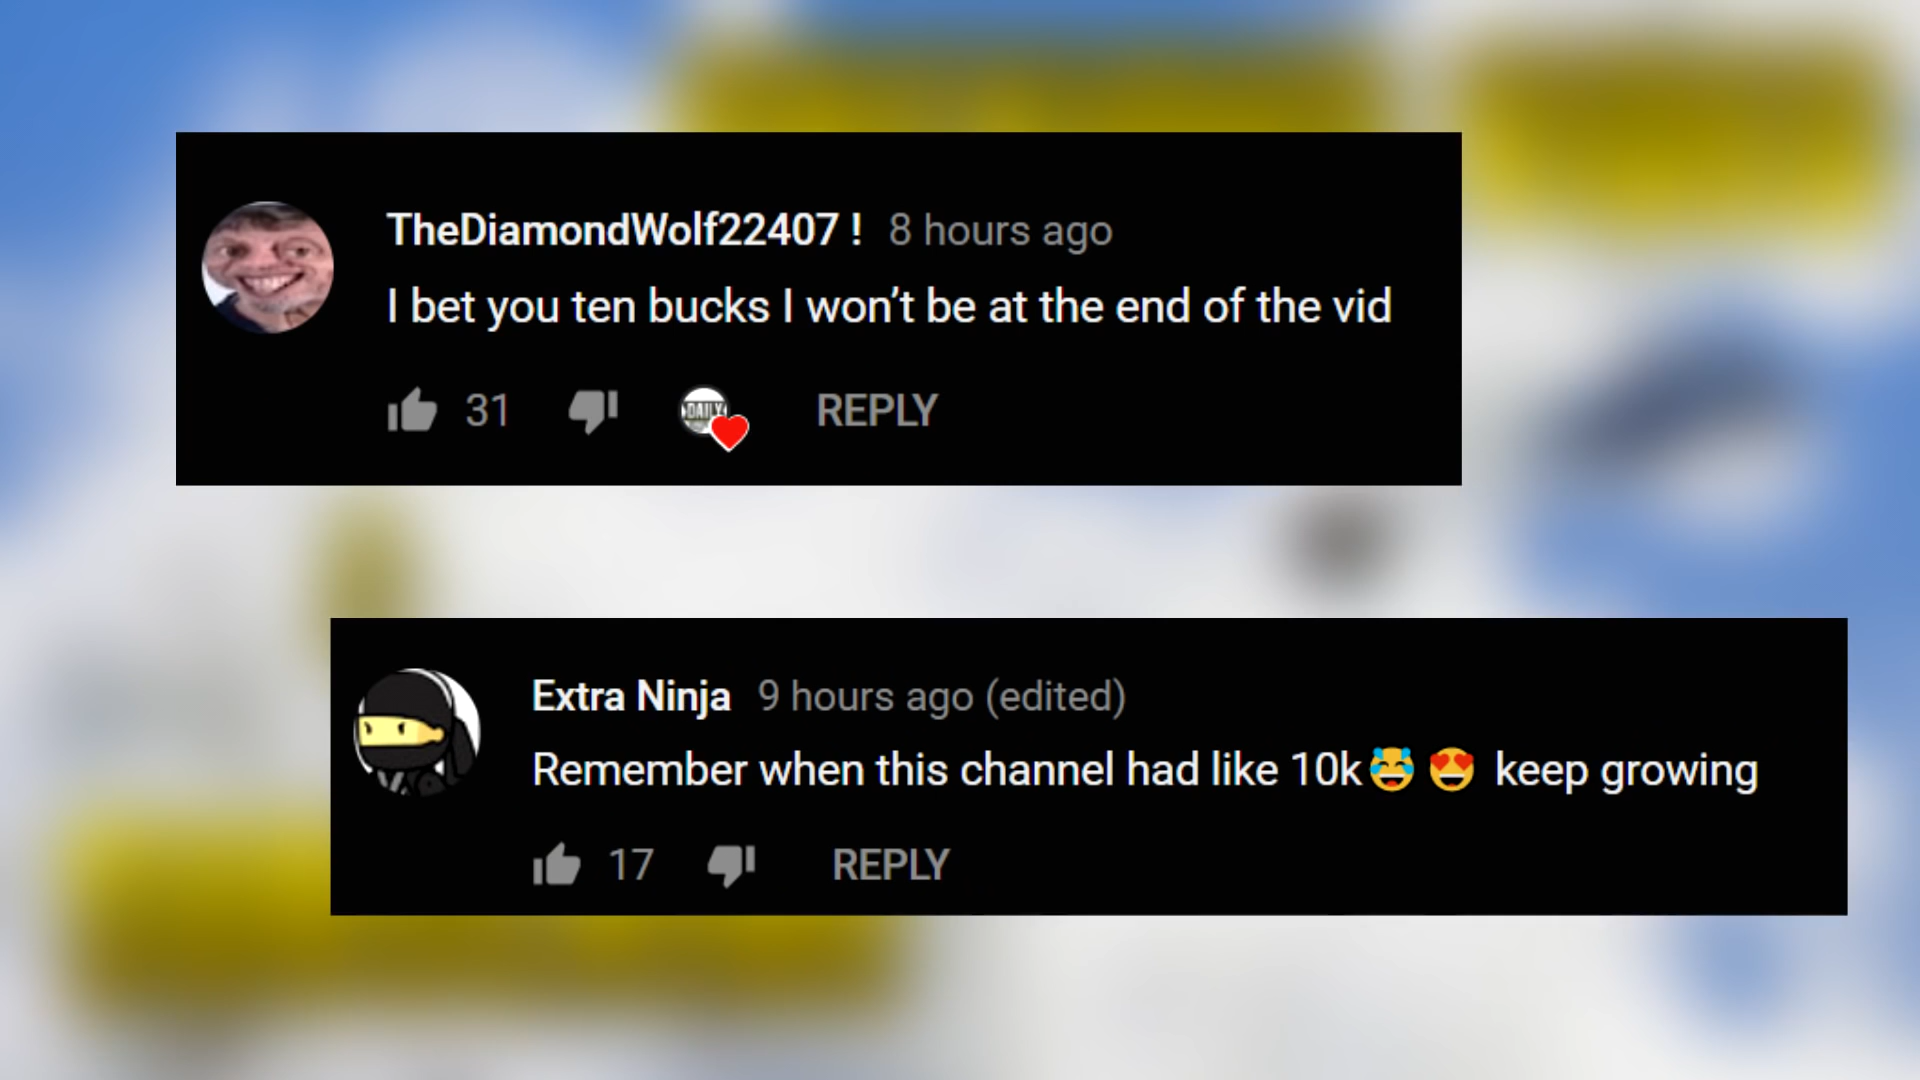 TheDiamondWolf22407 ! 8 hours ago
I bet you ten bucks I won’t be at the end of the vid
31 DAILY REPLY
Extra Ninja 9 hours ago (edited)
Remember when this channel had like 10k😂😍 keep growing
17 REPLY